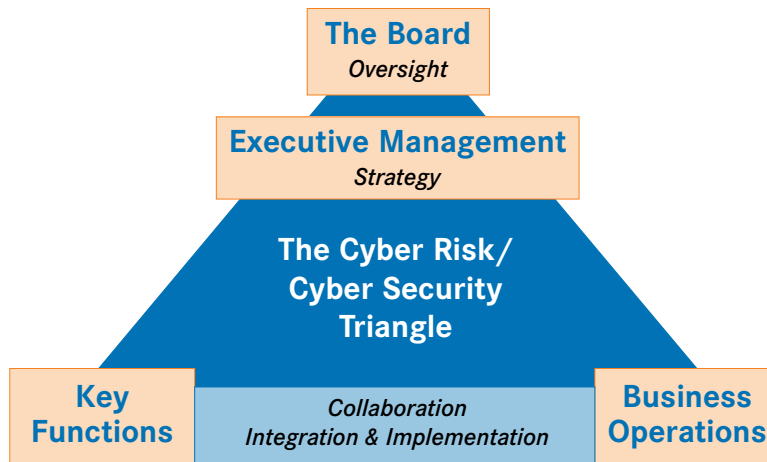 The Board
Oversight
Executive Management
Strategy
The Cyber Risk/
Cyber Security
Triangle
Key
Functions
Collaboration
Integration & Implementation
Business
Operations